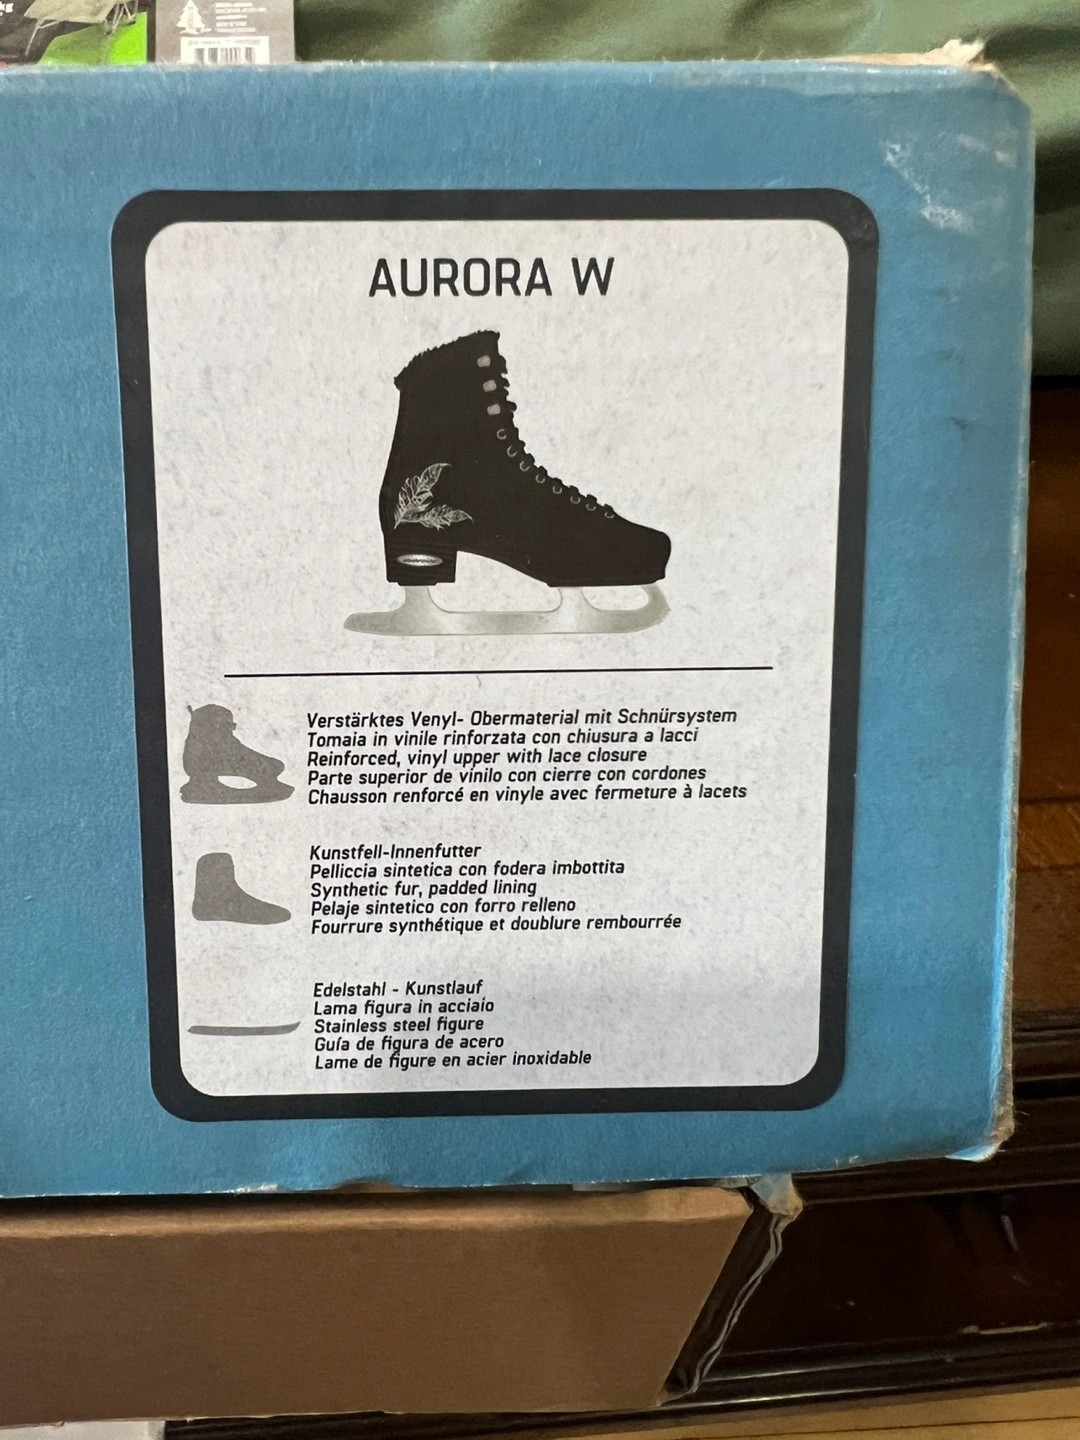 kg
AURORA W
Verstärktes Venyl- Obermaterial mit Schnürsystem
Tomaia in vinile rinforzata con chiusura a lacci
Reinforced, vinyl upper with lace closure
Parte superior de vinilo con cierre con cordones
Chausson renforcé en vinyle avec fermeture à lacets
Kunstfell-Innenfutter
Pelliccia sintetica con fodera imbottita
Synthetic fur, padded lining
Pelaje sintetico con forro relleno
Fourrure synthétique et doublure rembourrée
Edelstahl - Kunstlauf
Lama figura in acciaio
Stainless steel figure
Guía de figura de acero
Lame de figure en acier inoxidable